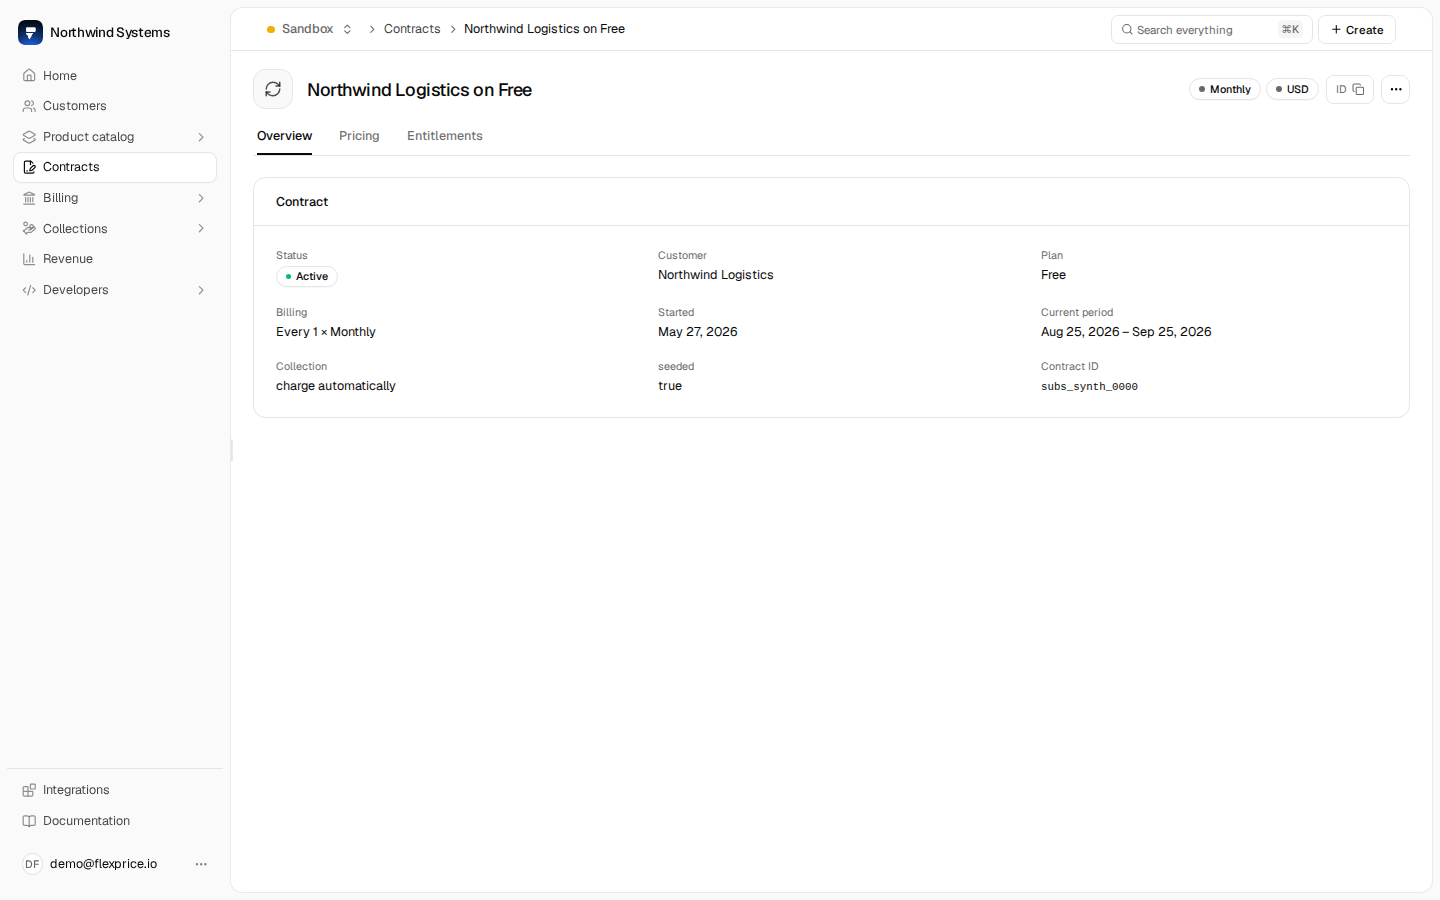 Northwind Systems
Home
Customers
Product catalog
Contracts
Billing
Collections
Revenue
Developers
Integrations
Documentation
DF demo@flexprice.io
Sandbox Contracts Northwind Logistics on Free
Search everything ⌘K
+ Create
Northwind Logistics on Free
Monthly USD ID
Overview Pricing Entitlements
Contract
Status Customer Plan
Active Northwind Logistics Free
Billing Started Current period
Every 1 × Monthly May 27, 2026 Aug 25, 2026 – Sep 25, 2026
Collection seeded Contract ID
charge automatically true subs_synth_0000